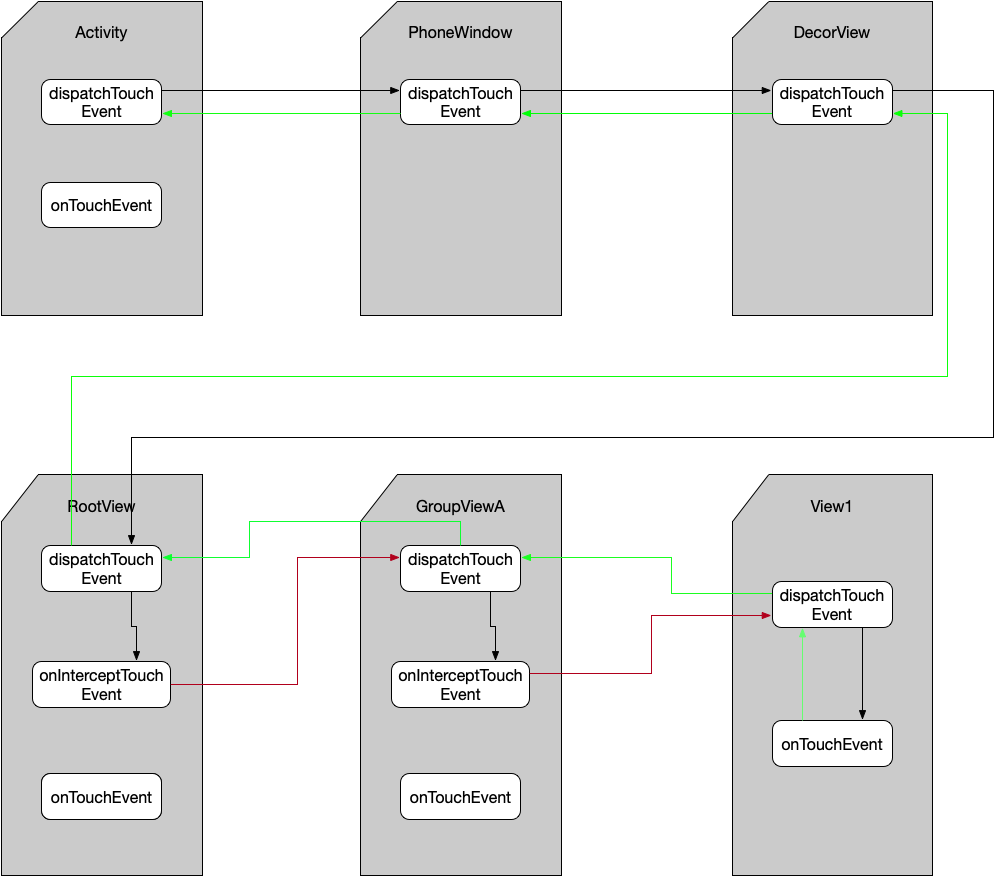 Activity
dispatchTouch
Event
onTouchEvent
PhoneWindow
dispatchTouch
Event
DecorView
dispatchTouch
Event
RootView
dispatchTouch
Event
onInterceptTouch
Event
onTouchEvent
GroupViewA
dispatchTouch
Event
onInterceptTouch
Event
onTouchEvent
View1
dispatchTouch
Event
onTouchEvent